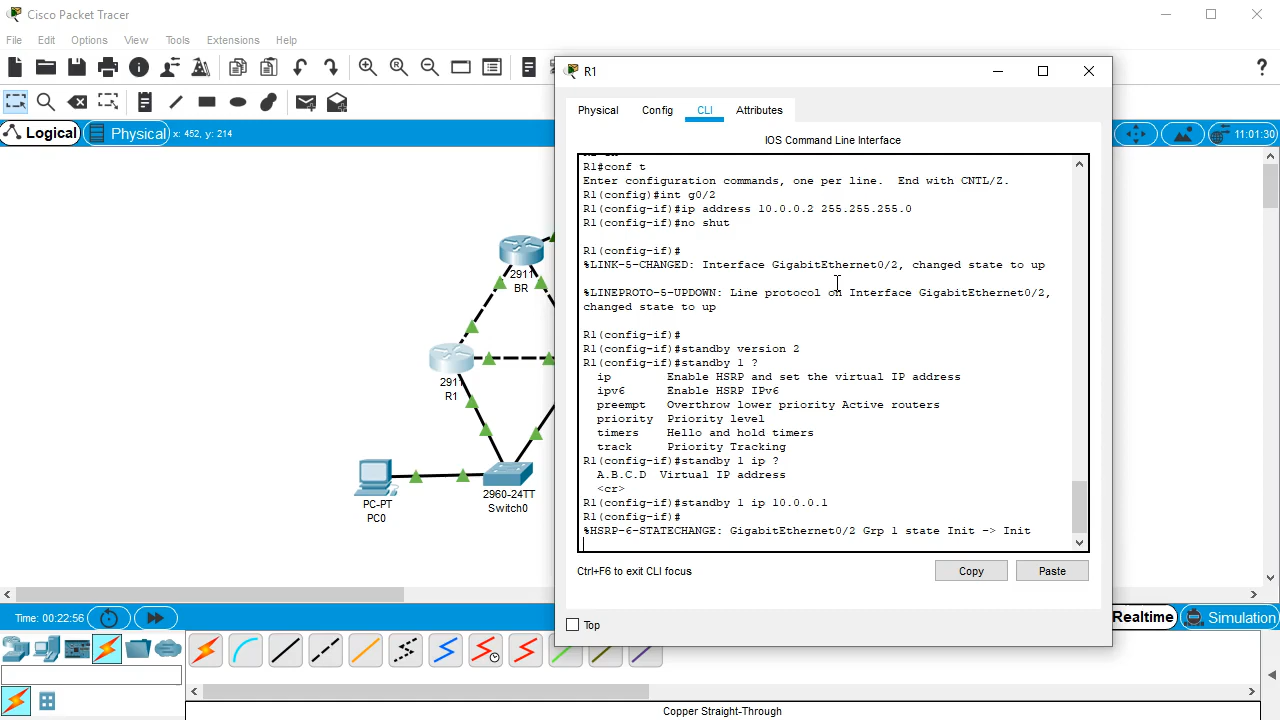 Cisco Packet Tracer
File Edit Options View Tools Extensions Help
Logical
Physical x: 452, y: 214
11:01:30
2911
BR
2911
R1
PC-PT
PC0
2960-24TT
Switch0
R1
Physical Config CLI Attributes
IOS Command Line Interface
R1#conf t
Enter configuration commands, one per line.  End with CNTL/Z.
R1(config)#int g0/2
R1(config-if)#ip address 10.0.0.2 255.255.255.0
R1(config-if)#no shut
R1(config-if)#
%LINK-5-CHANGED: Interface GigabitEthernet0/2, changed state to up
%LINEPROTO-5-UPDOWN: Line protocol on Interface GigabitEthernet0/2,
changed state to up
R1(config-if)#
R1(config-if)#standby version 2
R1(config-if)#standby 1 ?
ip Enable HSRP and set the virtual IP address
ipv6 Enable HSRP IPv6
preempt Overthrow lower priority Active routers
priority Priority level
timers Hello and hold timers
track Priority Tracking
R1(config-if)#standby 1 ip ?
A.B.C.D Virtual IP address
<cr>
R1(config-if)#standby 1 ip 10.0.0.1
R1(config-if)#
%HSRP-6-STATECHANGE: GigabitEthernet0/2 Grp 1 state Init -> Init
Ctrl+F6 to exit CLI focus
Copy
Paste
Top
Time: 00:22:56
Realtime
Simulation
Copper Straight-Through